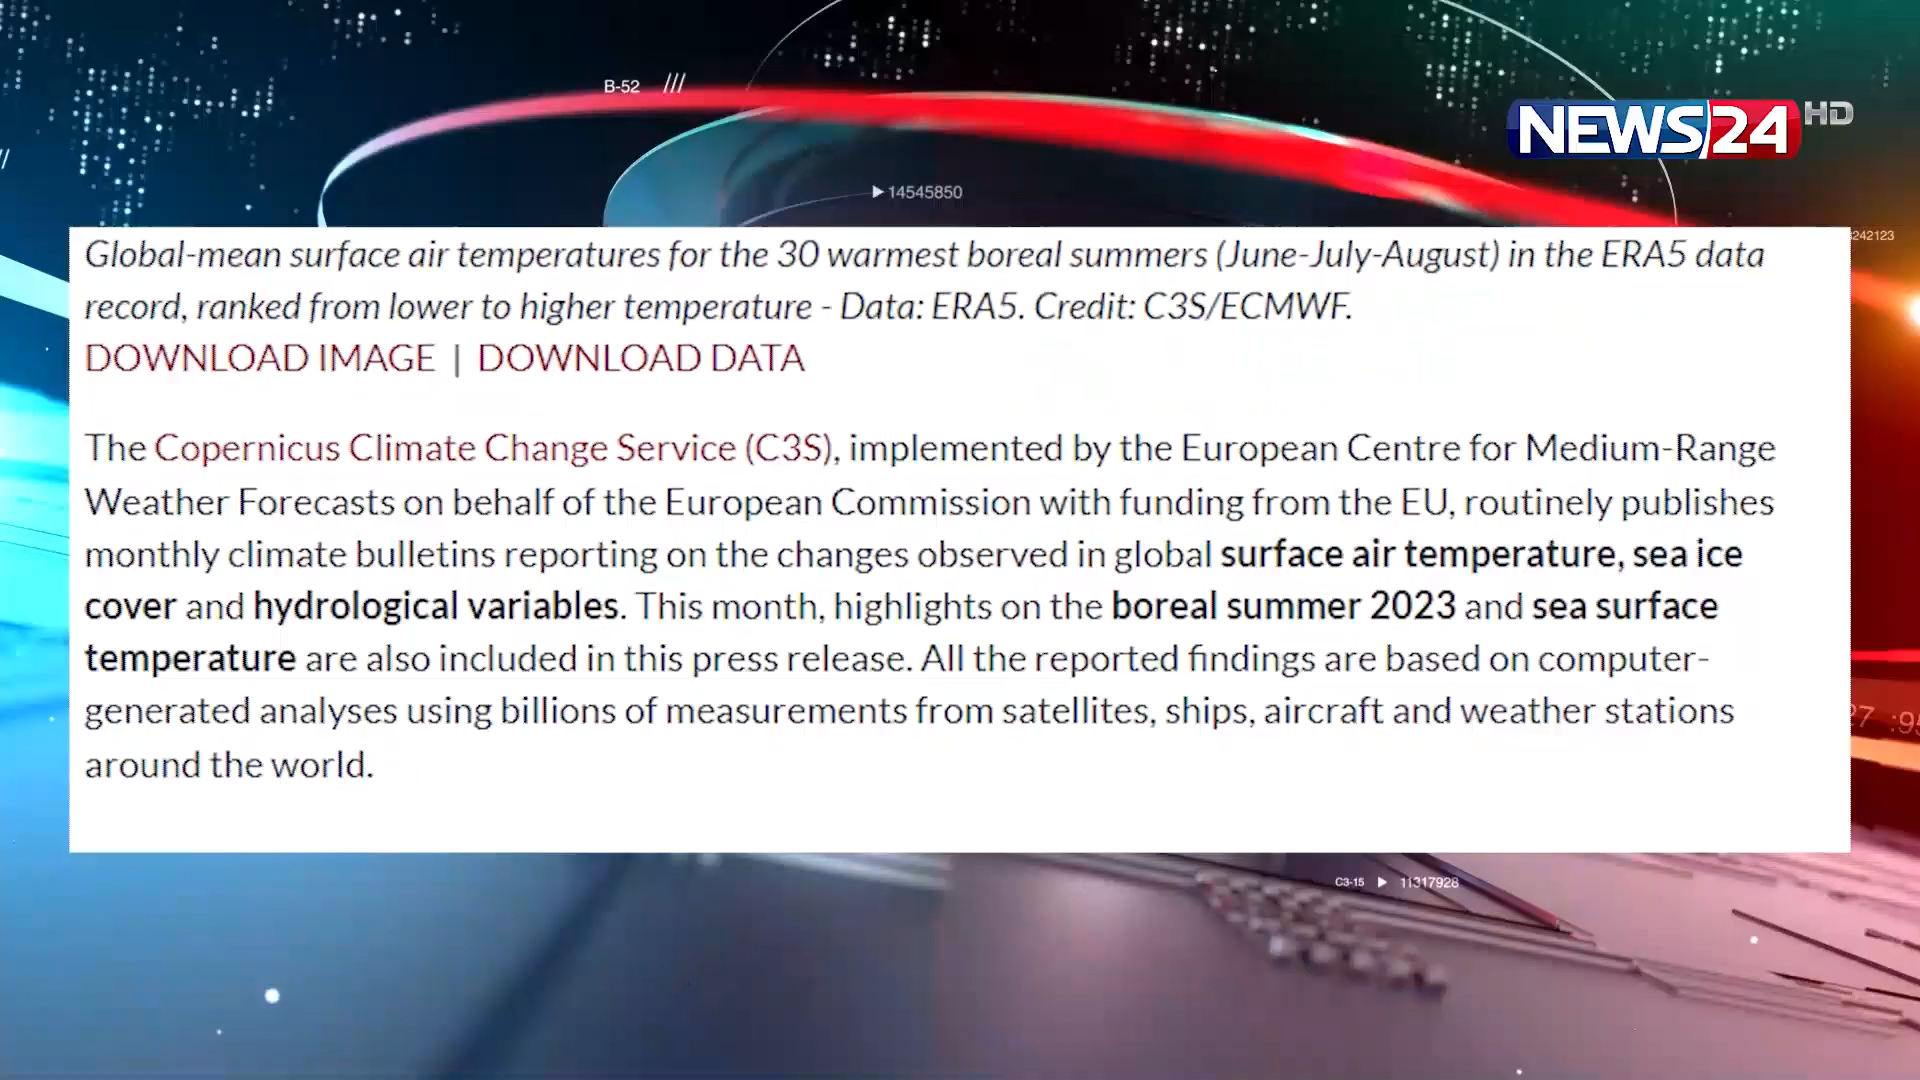 B-52 ///
NEWS|24 HD
14545850
242123
Global-mean surface air temperatures for the 30 warmest boreal summers (June-July-August) in the ERA5 data
record, ranked from lower to higher temperature - Data: ERA5. Credit: C3S/ECMWF.
DOWNLOAD IMAGE | DOWNLOAD DATA
The Copernicus Climate Change Service (C3S), implemented by the European Centre for Medium-Range
Weather Forecasts on behalf of the European Commission with funding from the EU, routinely publishes
monthly climate bulletins reporting on the changes observed in global surface air temperature, sea ice
cover and hydrological variables. This month, highlights on the boreal summer 2023 and sea surface
temperature are also included in this press release. All the reported findings are based on computer-
generated analyses using billions of measurements from satellites, ships, aircraft and weather stations
around the world.
C3-15 11317928